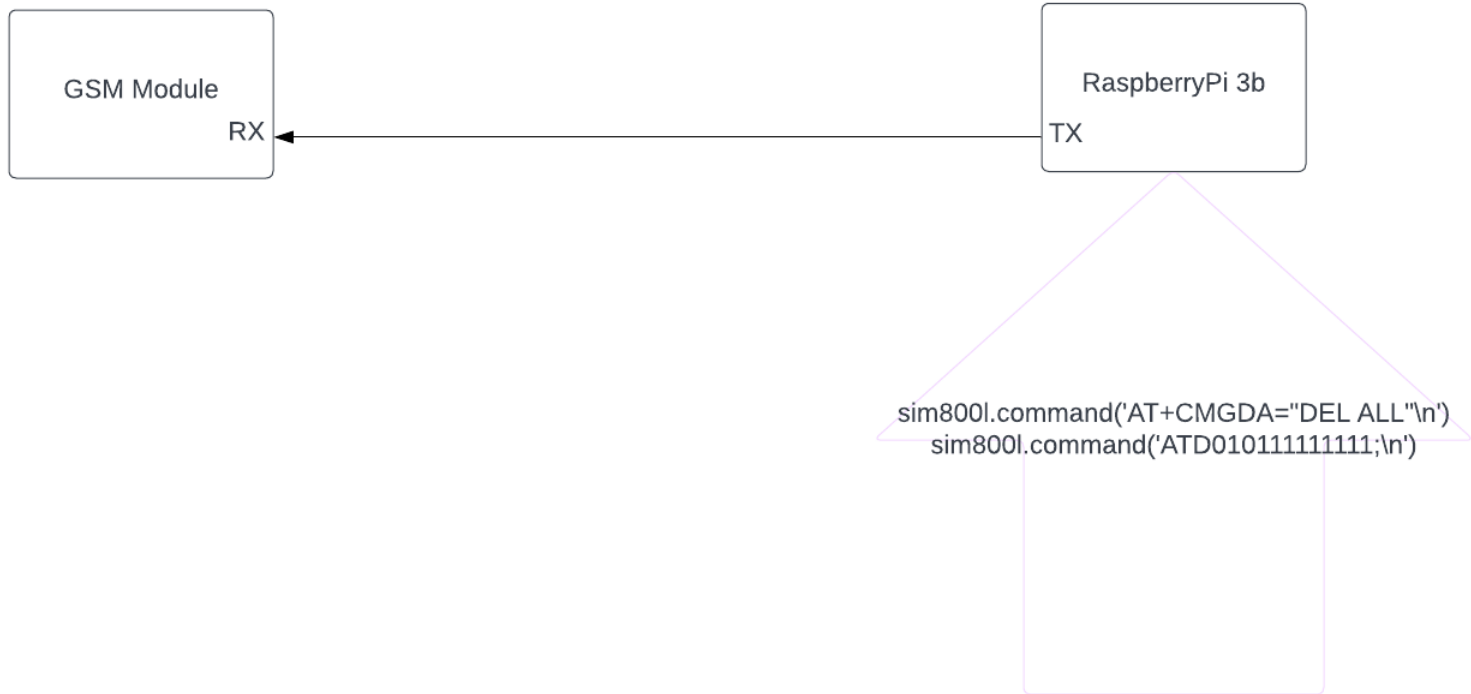 GSM Module
RX
RaspberryPi 3b
TX
sim800l.command('AT+CMGDA="DEL ALL"\n')
sim800l.command('ATD010111111111;\n')